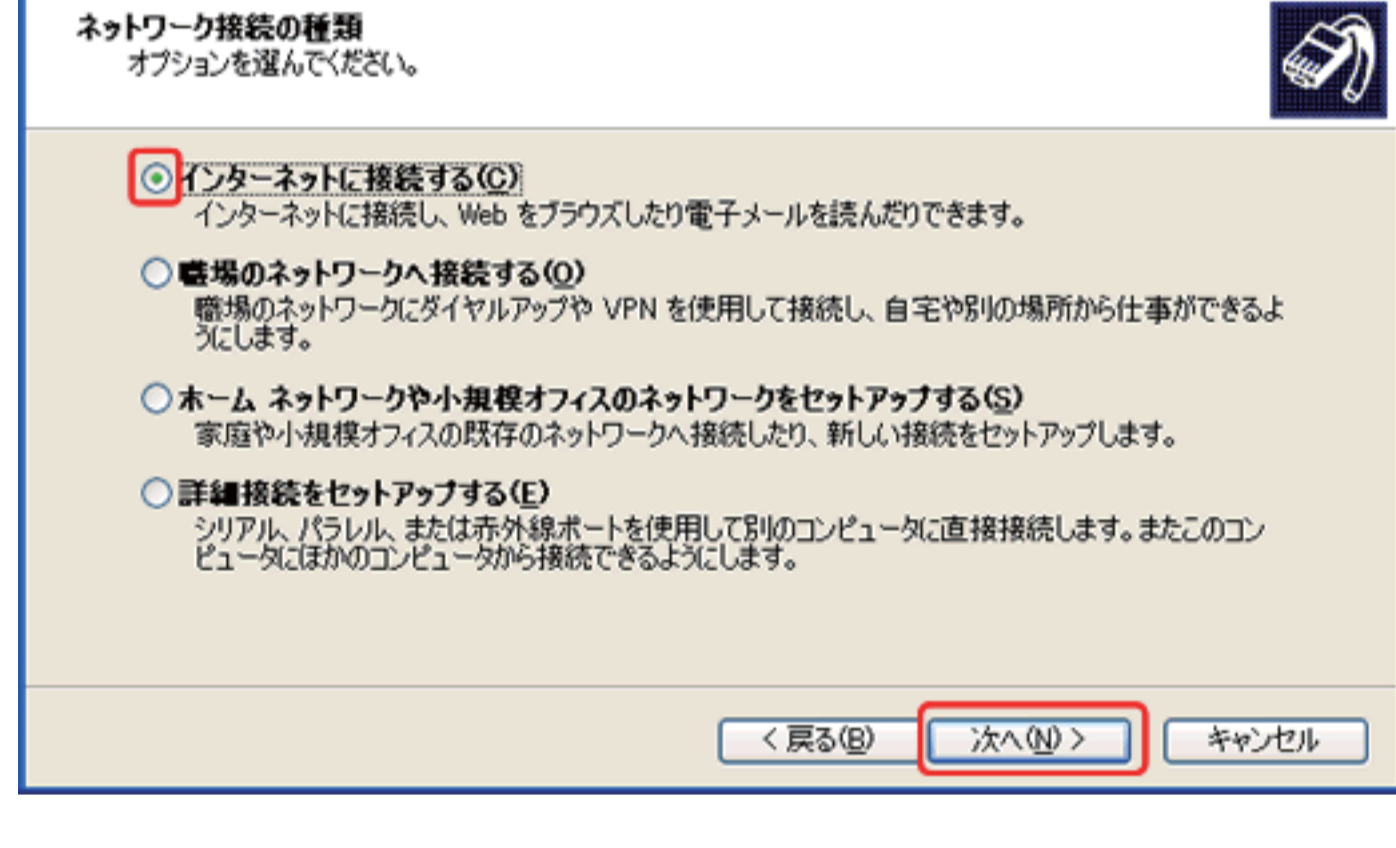 ネットワーク接続の種類
オプションを選んでください。
インターネットに接続する(C)
インターネットに接続し、Web をブラウズしたり電子メールを読んだりできます。
職場のネットワークへ接続する(O)
職場のネットワークにダイヤルアップや VPN を使用して接続し、自宅や別の場所から仕事ができるよ
うにします。
ホーム ネットワークや小規模オフィスのネットワークをセットアップする(S)
家庭や小規模オフィスの既存のネットワークへ接続したり、新しい接続をセットアップします。
詳細接続をセットアップする(E)
シリアル、パラレル、または赤外線ポートを使用して別のコンピュータに直接接続します。またこのコン
ピュータにほかのコンピュータから接続できるようにします。
< 戻る(B) 次へ(N) > キャンセル